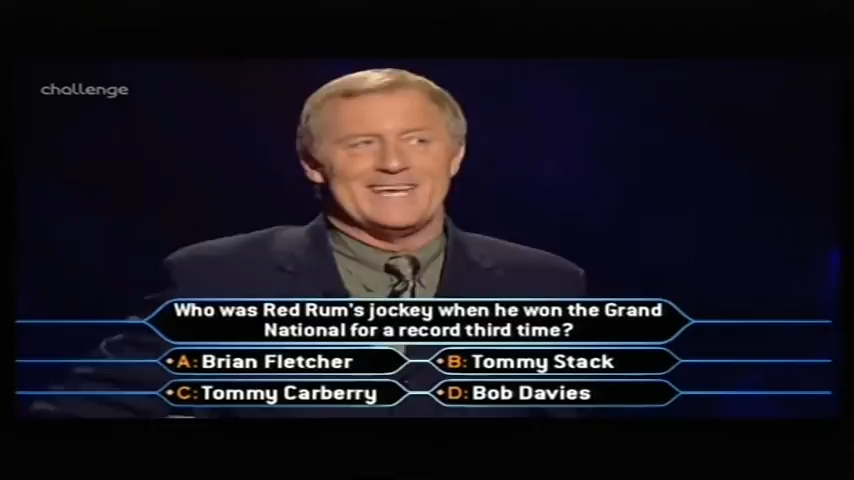 challenge
Who was Red Rum's jockey when he won the Grand
National for a record third time?
A: Brian Fletcher
B: Tommy Stack
C: Tommy Carberry
D: Bob Davies